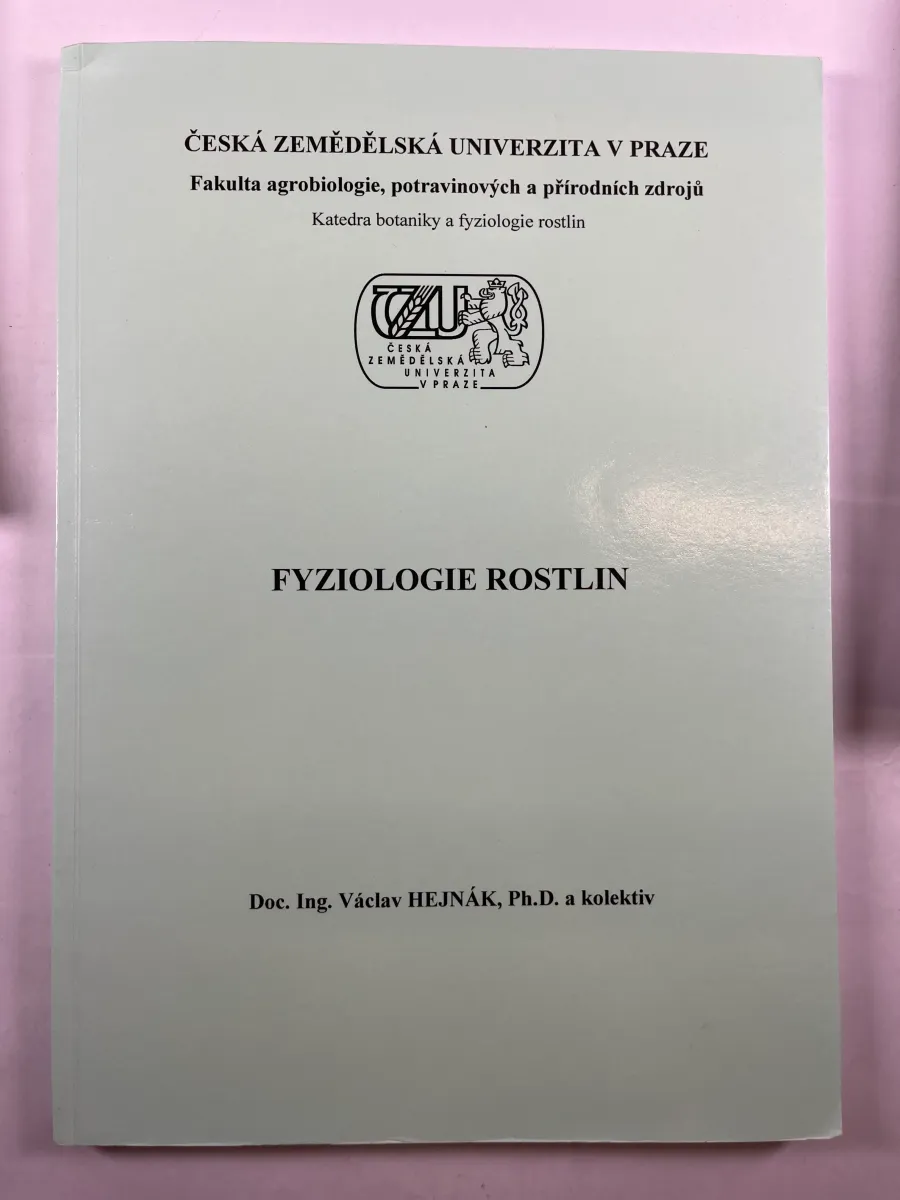 ČESKÁ ZEMĚDĚLSKÁ UNIVERZITA V PRAZE
Fakulta agrobiologie, potravinových a přírodních zdrojů
Katedra botaniky a fyziologie rostlin
ČZU
ČESKÁ
ZEMĚDĚLSKÁ
UNIVERZITA
V PRAZE
FYZIOLOGIE ROSTLIN
Doc. Ing. Václav HEJNÁK, Ph.D. a kolektiv